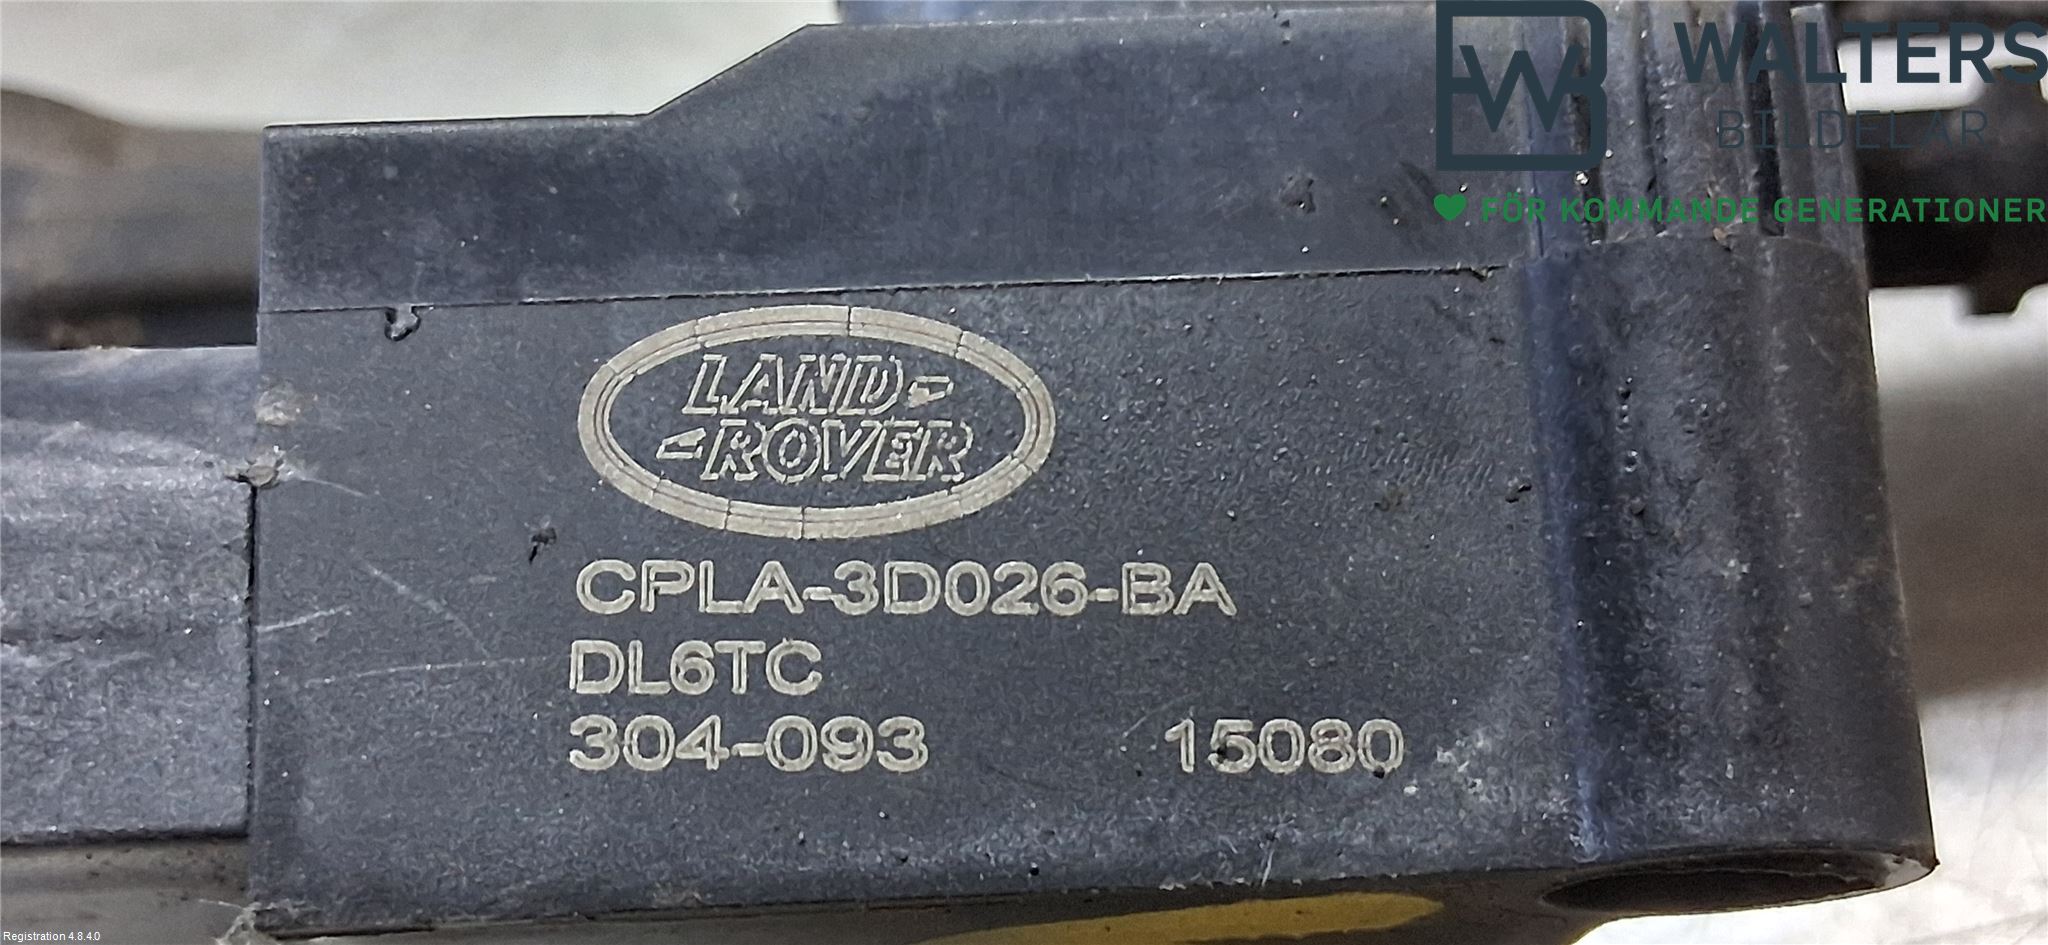 WALTERS
BILDELAR
FÖR KOMMANDE GENERATIONER
LAND
ROVER
CPLA-3D026-BA
DL6TC
304-093 15080
Registration 4.8.4.0